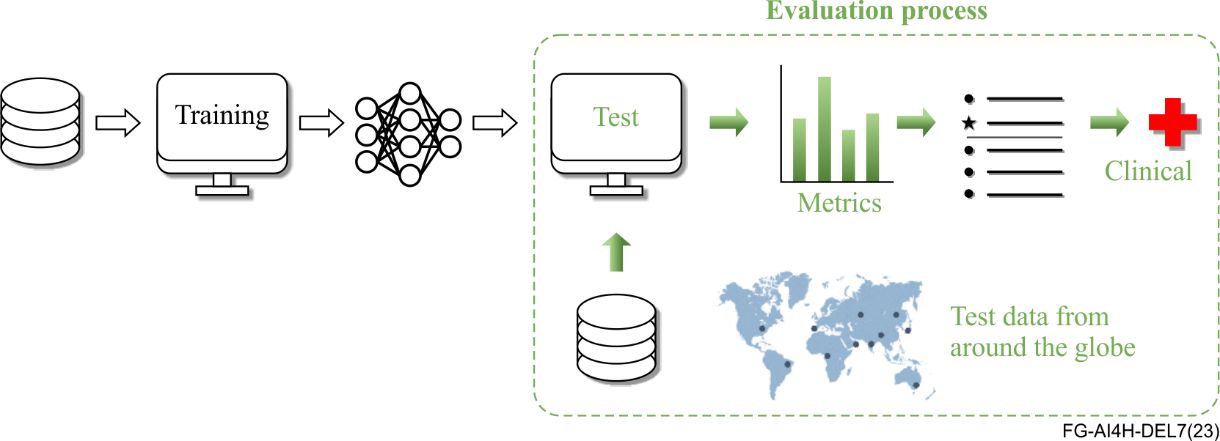 Evaluation process
Training
Test
Metrics
Clinical
Test data from
around the globe
FG-AI4H-DEL7(23)